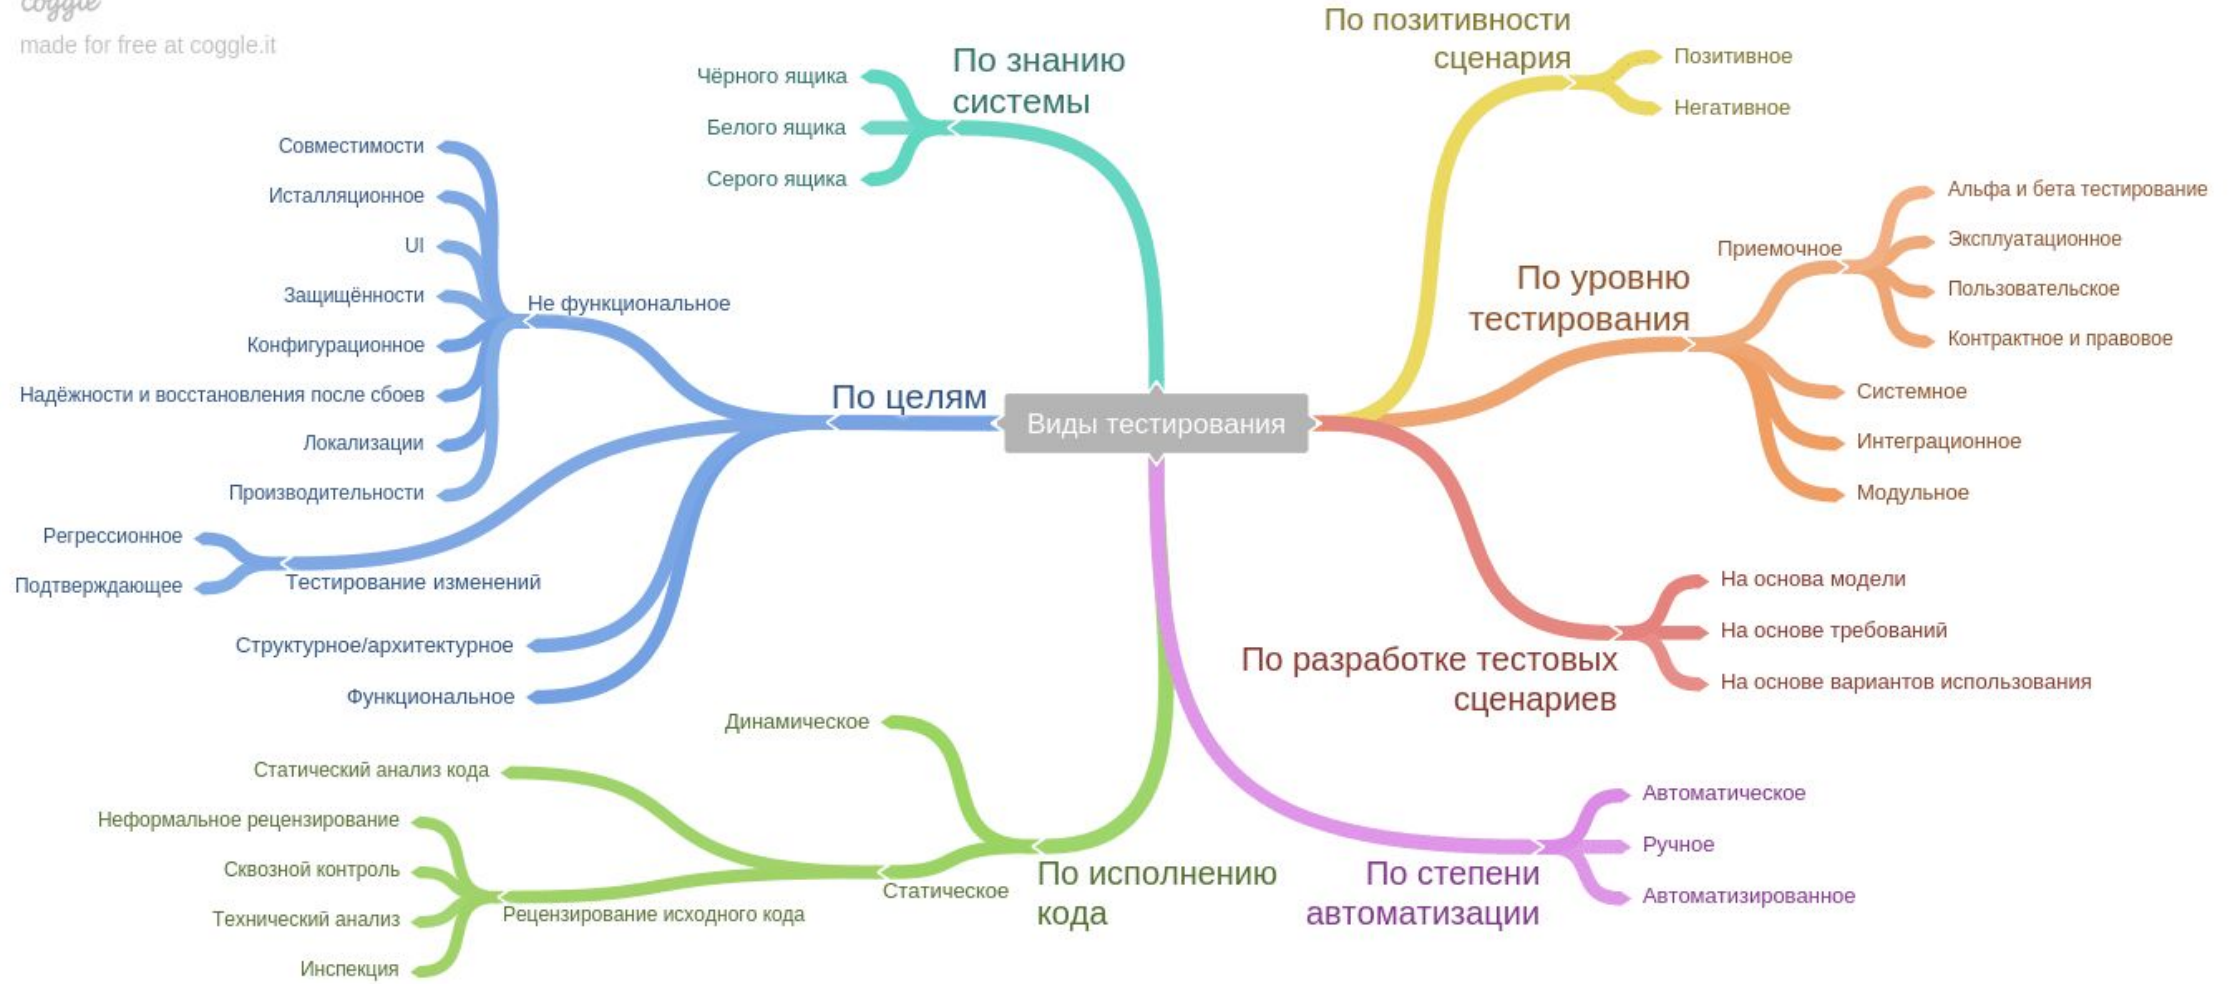 coggle
made for free at coggle.it
По знанию
системы
Чёрного ящика
Белого ящика
Серого ящика
По позитивности
сценария
Позитивное
Негативное
По уровню
тестирования
Приемочное
Альфа и бета тестирование
Эксплуатационное
Пользовательское
Контрактное и правовое
Системное
Интеграционное
Модульное
Виды тестирования
По целям
Не функциональное
Совместимости
Исталляционное
UI
Защищённости
Конфигурационное
Надёжности и восстановления после сбоев
Локализации
Производительности
Тестирование изменений
Регрессионное
Подтверждающее
Структурное/архитектурное
Функциональное
По разработке тестовых
сценариев
На основа модели
На основе требований
На основе вариантов использования
По исполнению
кода
Динамическое
Статическое
Статический анализ кода
Рецензирование исходного кода
Неформальное рецензирование
Сквозной контроль
Технический анализ
Инспекция
По степени
автоматизации
Автоматическое
Ручное
Автоматизированное